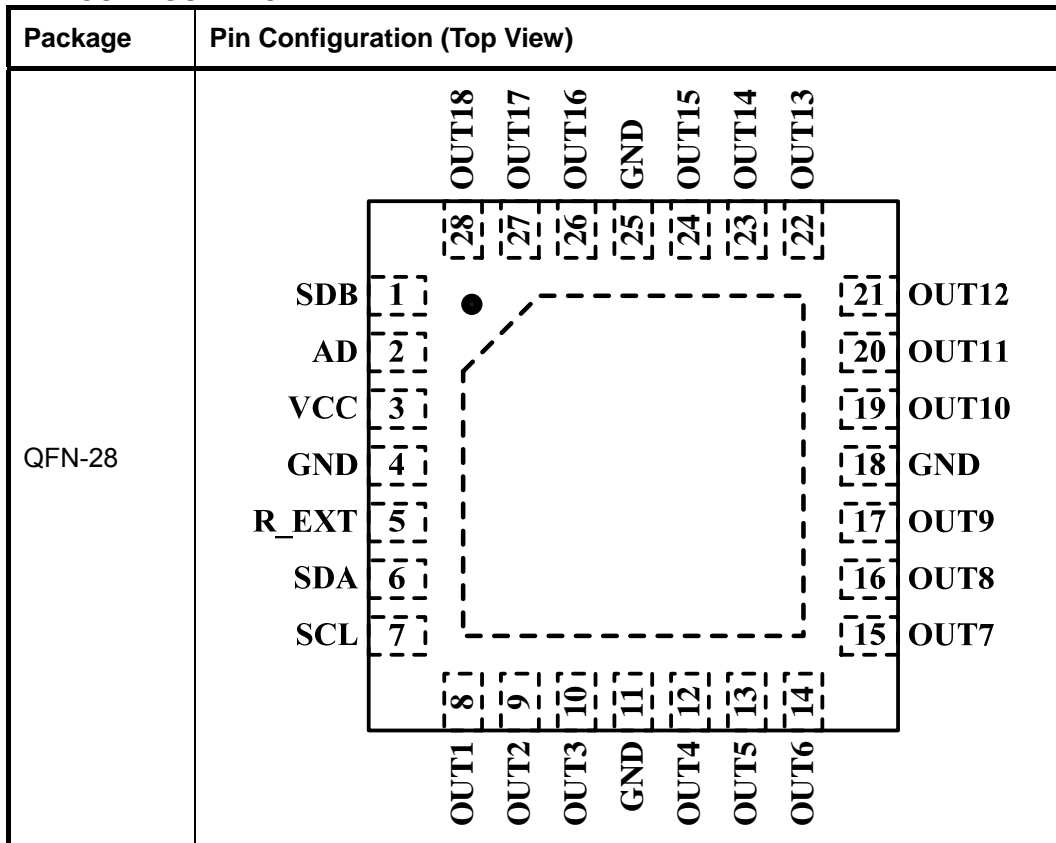 Package
Pin Configuration (Top View)
QFN-28
OUT18
OUT17
OUT16
GND
OUT15
OUT14
OUT13
28
27
26
25
24
23
22
SDB 1
AD 2
VCC 3
GND 4
R_EXT 5
SDA 6
SCL 7
21 OUT12
20 OUT11
19 OUT10
18 GND
17 OUT9
16 OUT8
15 OUT7
8
9
10
11
12
13
14
OUT1
OUT2
OUT3
GND
OUT4
OUT5
OUT6